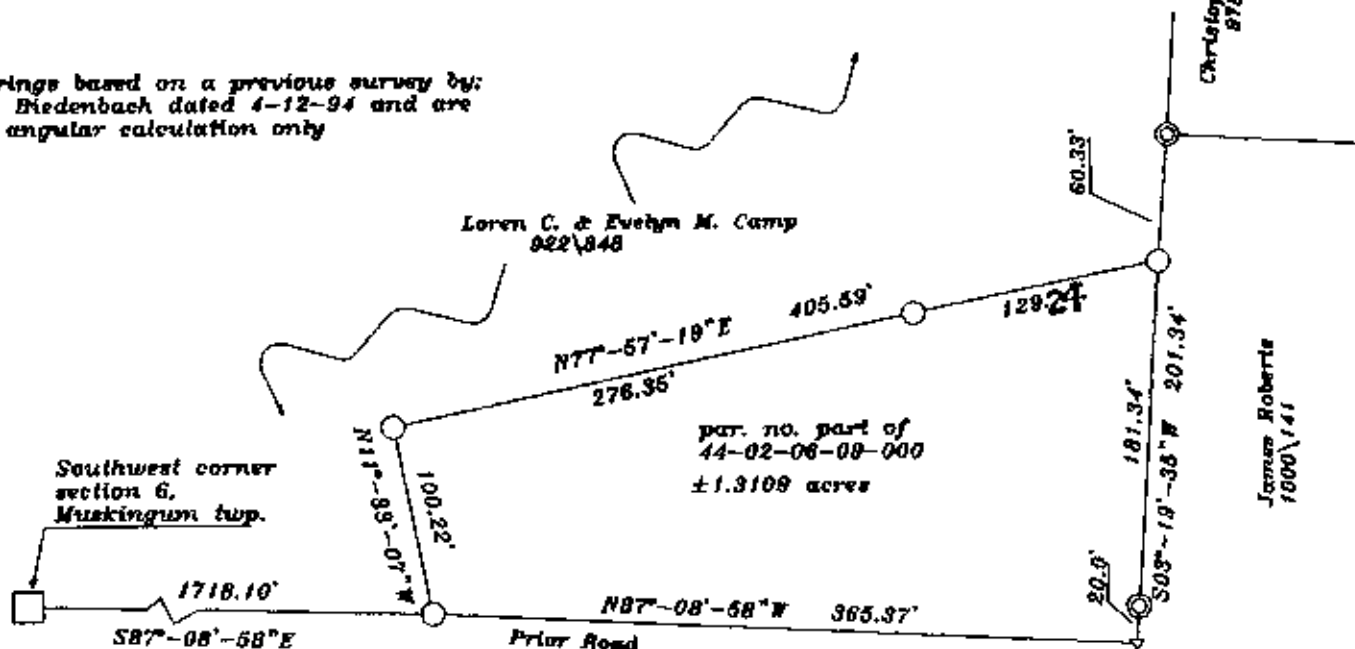 rings based on a previous survey by:
Biedenbach dated 4-12-94 and are
angular calculation only
Christop
60.33'
Loren C. & Evelyn M. Camp
922\848
405.59'
129.24
N77°-57'-19"E
276.35'
par. no. part of
44-02-06-09-000
±1.3109 acres
181.34'
201.34'
S03°-19'-38"W
James Roberts
1000\141
Southwest corner
section 6,
Muskingum twp.
100.22'
20.0'
1718.10'
S87°-08'-58"E
N87°-08'-58"W 365.37'
Prior Road